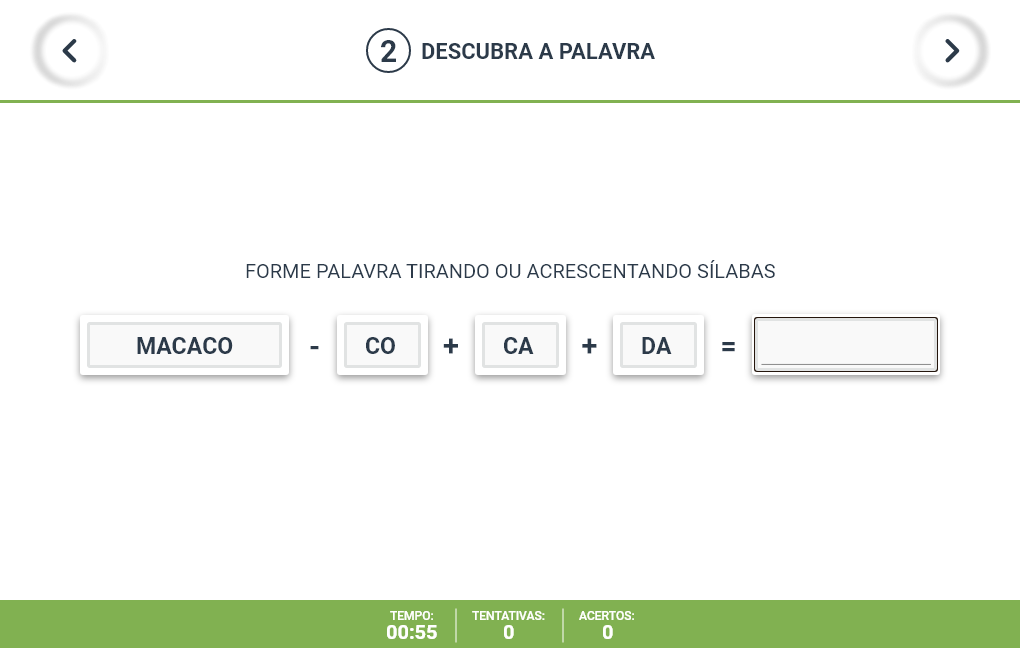 2 DESCUBRA A PALAVRA
FORME PALAVRA TIRANDO OU ACRESCENTANDO SÍLABAS
MACACO - CO + CA + DA =
TEMPO: TENTATIVAS: ACERTOS:
00:55 0 0